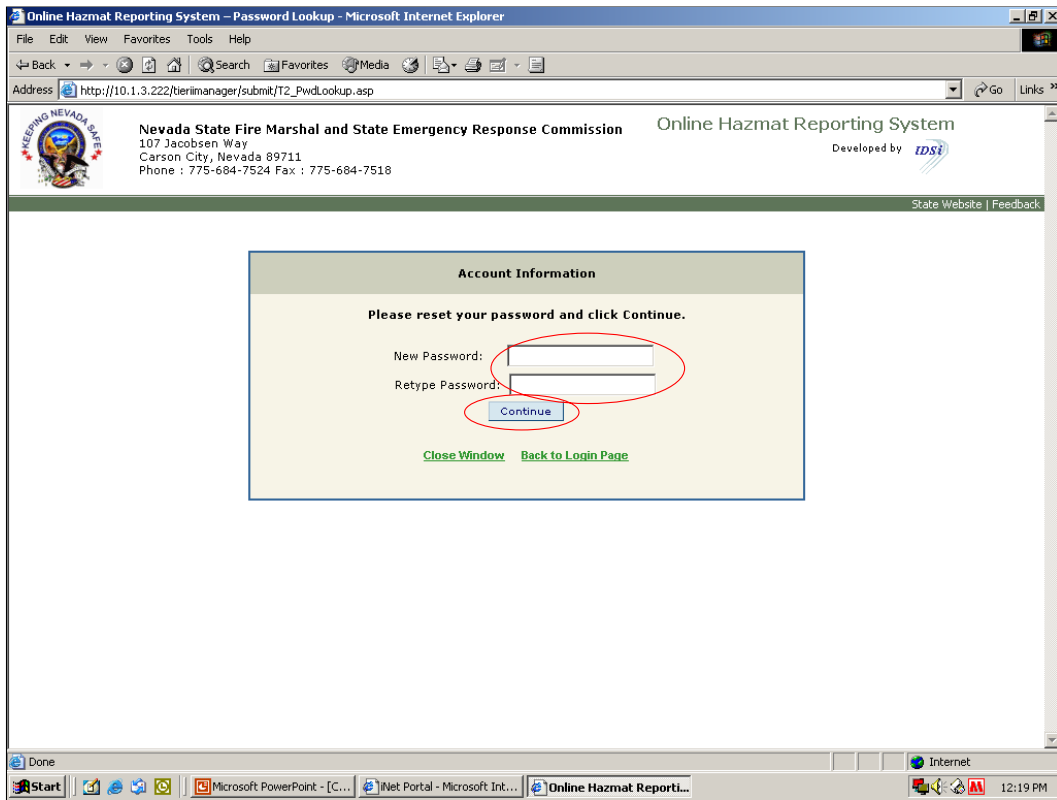 Online Hazmat Reporting System – Password Lookup - Microsoft Internet Explorer
File Edit View Favorites Tools Help
Back Search Favorites Media
Address http://10.1.3.222/tieriimanager/submit/T2_PwdLookup.asp Go Links »
KEEPING NEVADA SAFE
Nevada State Fire Marshal and State Emergency Response Commission
107 Jacobsen Way
Carson City, Nevada 89711
Phone : 775-684-7524 Fax : 775-684-7518
Online Hazmat Reporting System
Developed by IDSi
State Website | Feedback
Account Information
Please reset your password and click Continue.
New Password:
Retype Password:
Continue
Close Window Back to Login Page
Done Internet
Start Microsoft PowerPoint - [C... iNet Portal - Microsoft Int... Online Hazmat Reporti... 12:19 PM